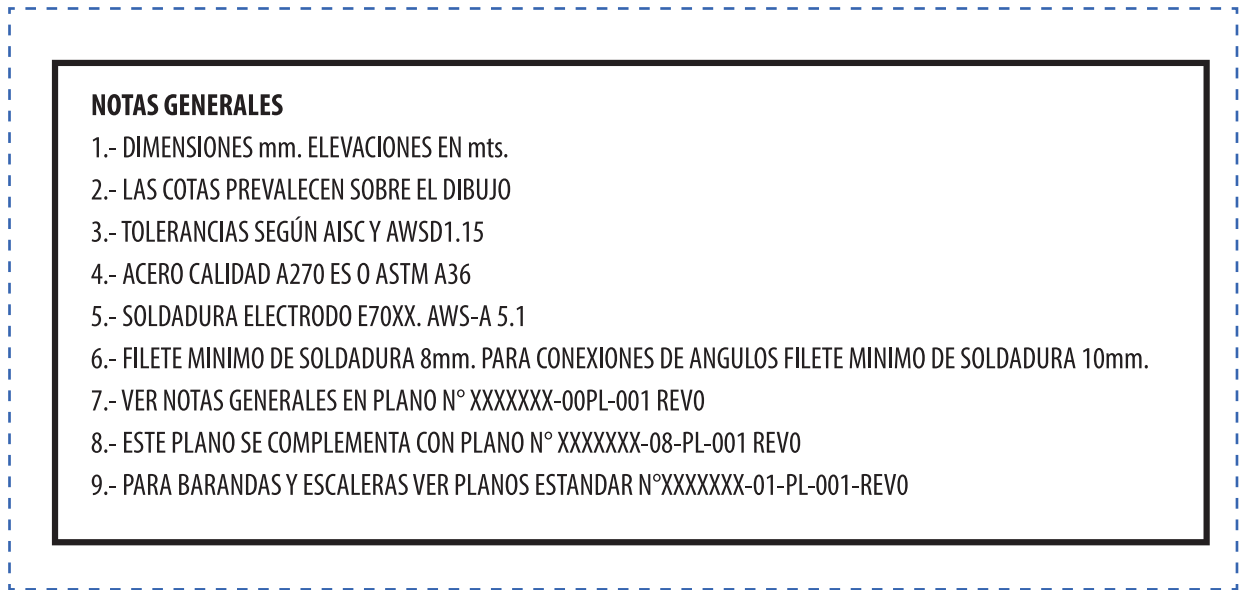 NOTAS GENERALES
1.- DIMENSIONES mm. ELEVACIONES EN mts.
2.- LAS COTAS PREVALECEN SOBRE EL DIBUJO
3.- TOLERANCIAS SEGÚN AISC Y AWSD1.15
4.- ACERO CALIDAD A270 ES O ASTM A36
5.- SOLDADURA ELECTRODO E70XX. AWS-A 5.1
6.- FILETE MINIMO DE SOLDADURA 8mm. PARA CONEXIONES DE ANGULOS FILETE MINIMO DE SOLDADURA 10mm.
7.- VER NOTAS GENERALES EN PLANO N° XXXXXXX-00PL-001 REV0
8.- ESTE PLANO SE COMPLEMENTA CON PLANO N° XXXXXXX-08-PL-001 REV0
9.- PARA BARANDAS Y ESCALERAS VER PLANOS ESTANDAR N°XXXXXXX-01-PL-001-REV0